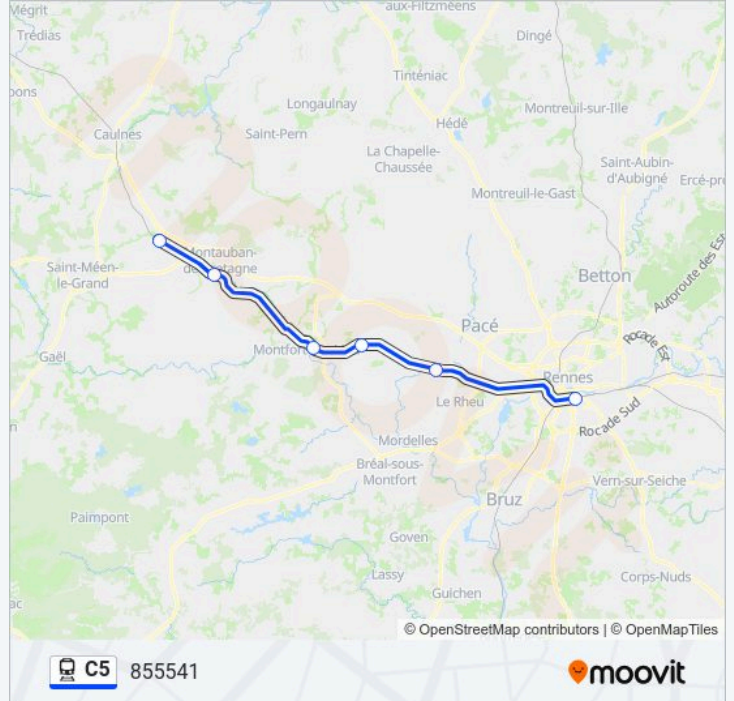 Mégrit
aux-Filtzméens
Trédias
Dingé
Tinténiac
Longaulnay
Montreuil-sur-Ille
Caulnes
Saint-Pern
Hédé
La Chapelle-
Chaussée
Saint-Aubin-
d'Aubigné
Montreuil-le-Gast
Saint-Méen-
le-Grand
Betton
Autoroute des Est
Pacé
Rocade Est
Gaël
Rennes
Le Rheu
Rocade Sud
Mordelles
Bréal-sous-
Montfort
Vern-sur-Seiche
Bruz
Paimpont
Goven
Lassy
Corps-Nuds
Guichen
© OpenStreetMap contributors | © OpenMapTiles
C5 855541
moovit